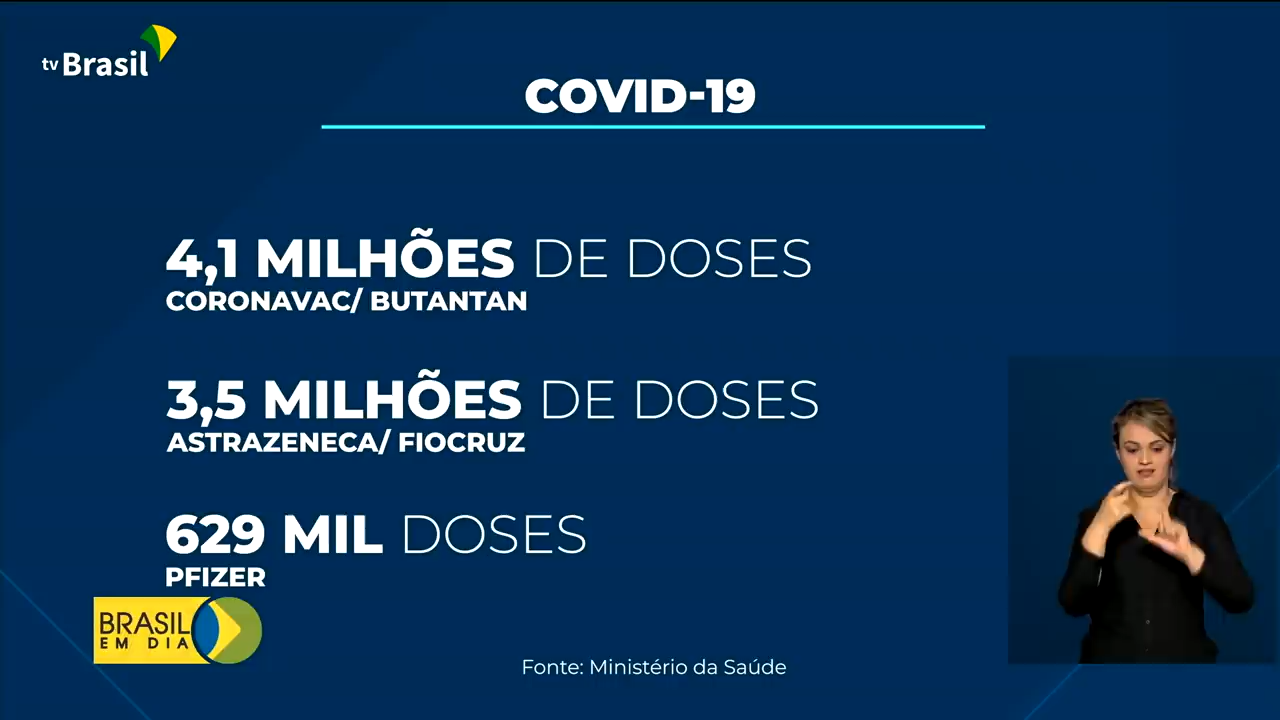 tv Brasil
COVID-19
4,1 MILHÕES DE DOSES
CORONAVAC/ BUTANTAN
3,5 MILHÕES DE DOSES
ASTRAZENECA/ FIOCRUZ
629 MIL DOSES
PFIZER
BRASIL
EM DIA
Fonte: Ministério da Saúde